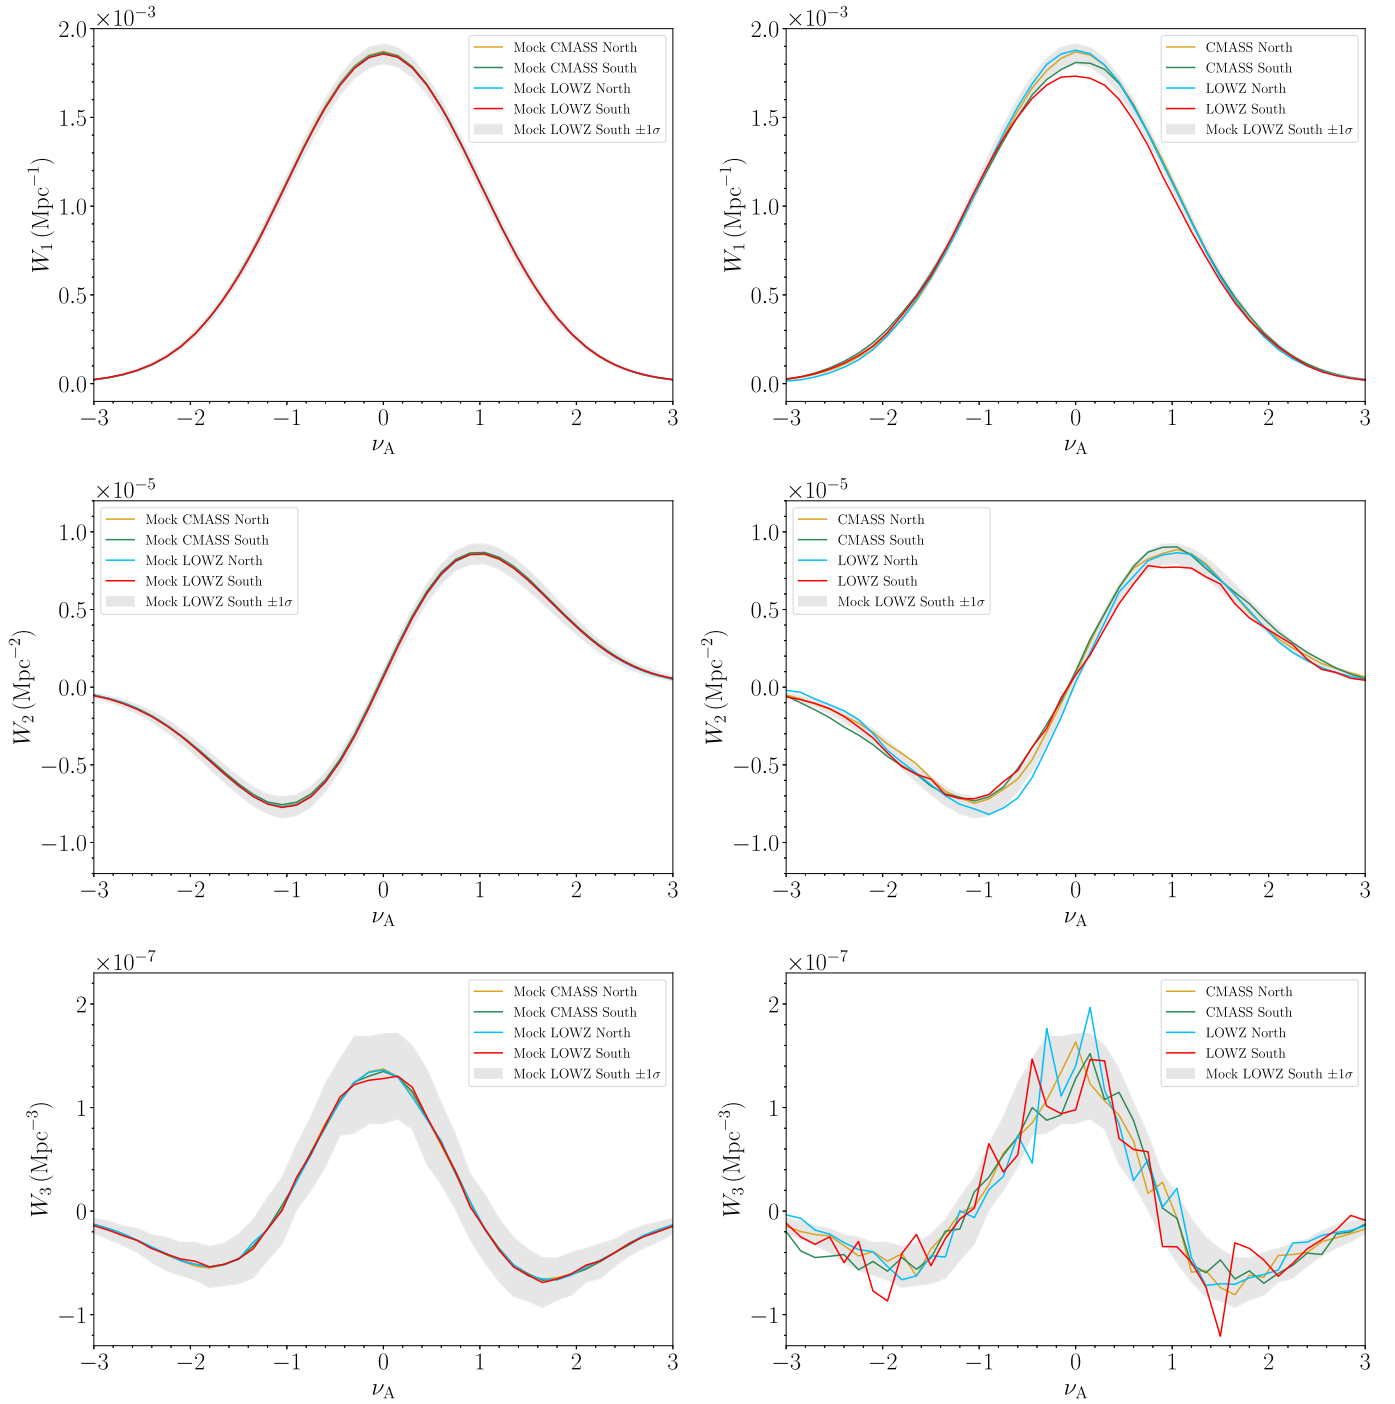 ×10⁻³
2.0
1.5
1.0
0.5
0.0
W₁ (Mpc⁻¹)
Mock CMASS North
Mock CMASS South
Mock LOWZ North
Mock LOWZ South
Mock LOWZ South ±1σ
−3 −2 −1 0 1 2 3
ν_A
×10⁻³
2.0
1.5
1.0
0.5
0.0
W₁ (Mpc⁻¹)
CMASS North
CMASS South
LOWZ North
LOWZ South
Mock LOWZ South ±1σ
−3 −2 −1 0 1 2 3
ν_A
×10⁻⁵
1.0
0.5
0.0
−0.5
−1.0
W₂ (Mpc⁻²)
Mock CMASS North
Mock CMASS South
Mock LOWZ North
Mock LOWZ South
Mock LOWZ South ±1σ
−3 −2 −1 0 1 2 3
ν_A
×10⁻⁵
1.0
0.5
0.0
−0.5
−1.0
W₂ (Mpc⁻²)
CMASS North
CMASS South
LOWZ North
LOWZ South
Mock LOWZ South ±1σ
−3 −2 −1 0 1 2 3
ν_A
×10⁻⁷
2
1
0
−1
W₃ (Mpc⁻³)
Mock CMASS North
Mock CMASS South
Mock LOWZ North
Mock LOWZ South
Mock LOWZ South ±1σ
−3 −2 −1 0 1 2 3
ν_A
×10⁻⁷
2
1
0
−1
W₃ (Mpc⁻³)
CMASS North
CMASS South
LOWZ North
LOWZ South
Mock LOWZ South ±1σ
−3 −2 −1 0 1 2 3
ν_A